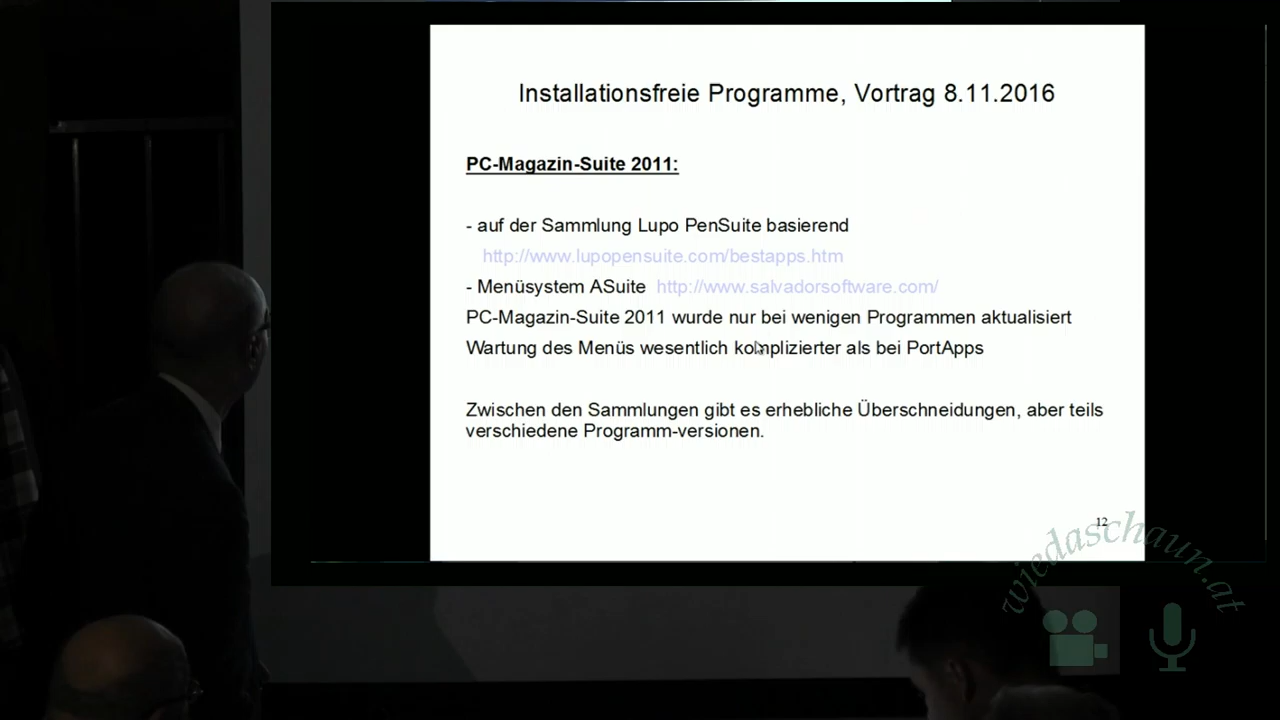 Installationsfreie Programme, Vortrag 8.11.2016
PC-Magazin-Suite 2011:
- auf der Sammlung Lupo PenSuite basierend
http://www.lupopensuite.com/bestapps.htm
- Menüsystem ASuite http://www.salvadorsoftware.com/
PC-Magazin-Suite 2011 wurde nur bei wenigen Programmen aktualisiert
Wartung des Menüs wesentlich komplizierter als bei PortApps
Zwischen den Sammlungen gibt es erhebliche Überschneidungen, aber teils
verschiedene Programm-versionen.
12
wiedaschaun.at